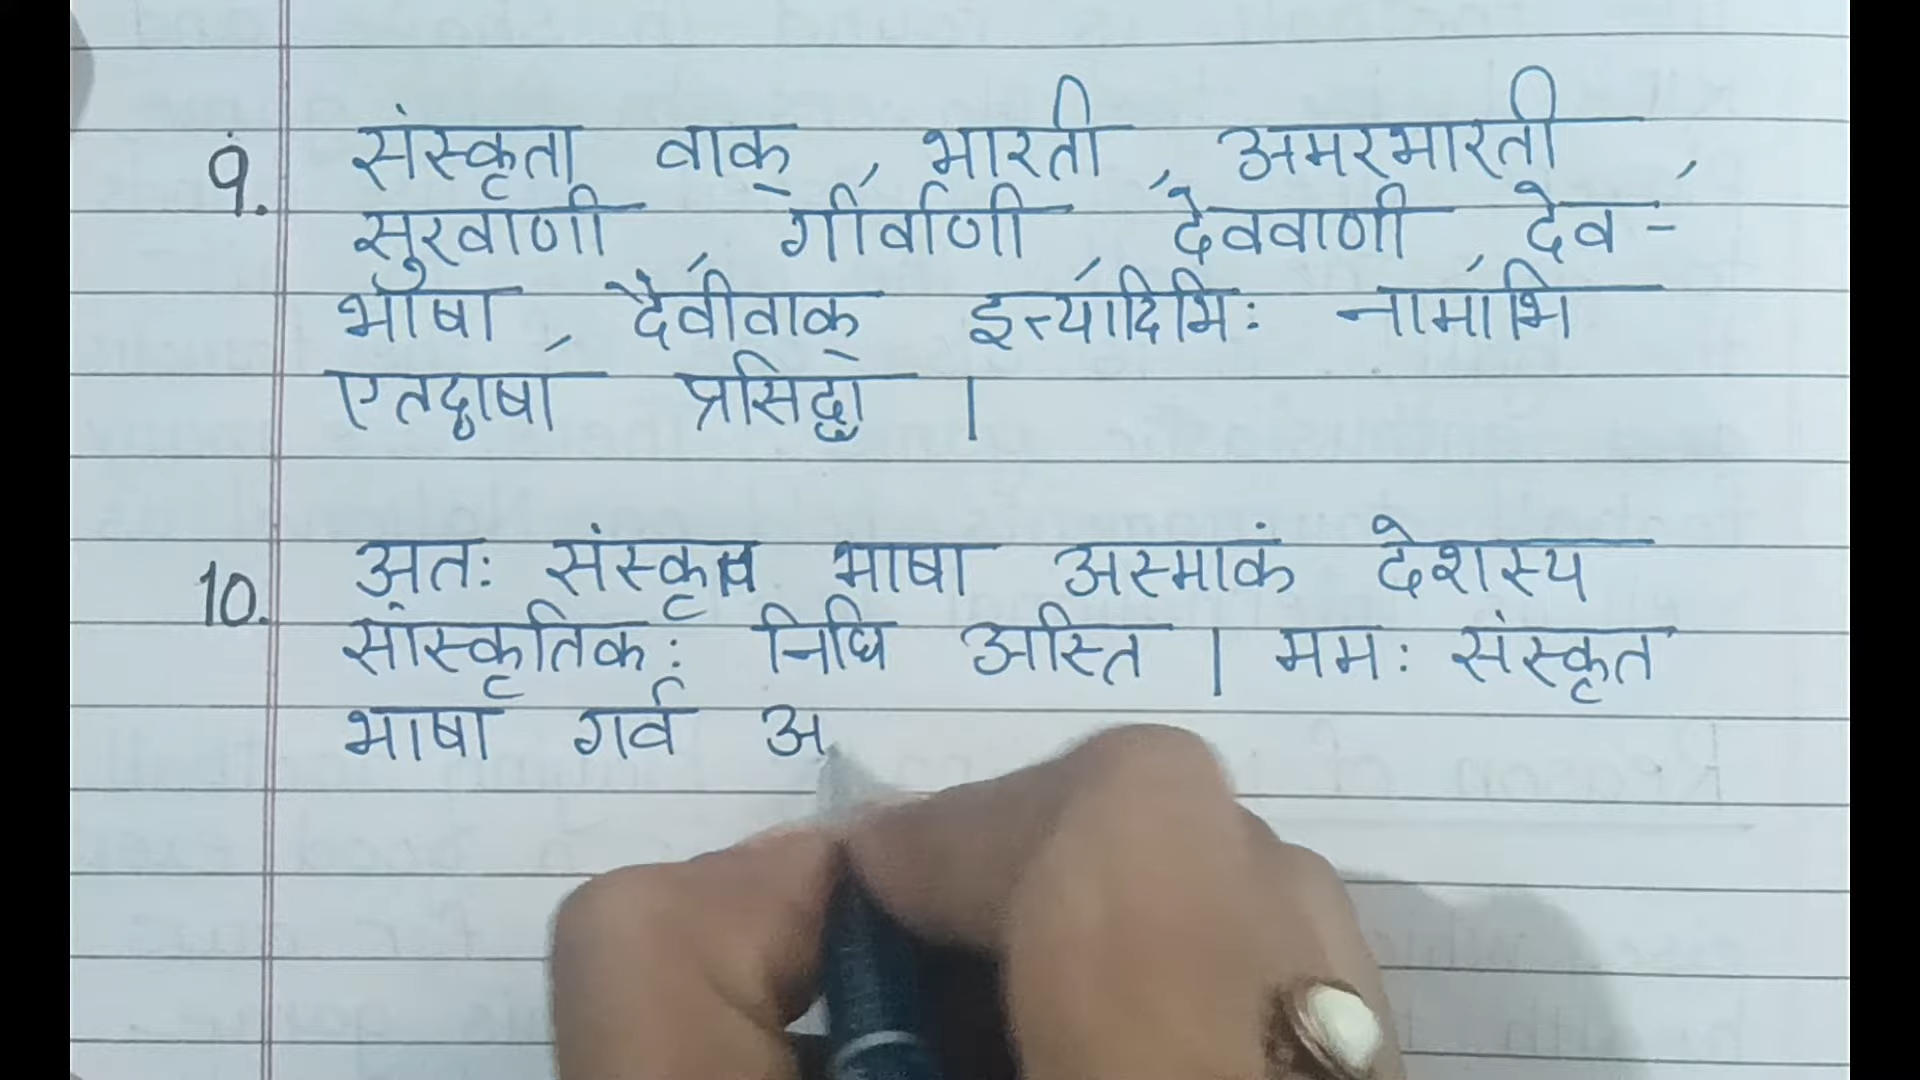 9. संस्कृता वाक् , भारती , अमरभारती ,
सुरवाणी , गीर्वाणी , देववाणी , देव-
भाषा , दैवीवाक् इत्यादिभिः नामभि
एतद्भाषा प्रसिद्धा ।
10. अतः संस्कृत भाषा अस्माकं देशस्य
सांस्कृतिकः निधि अस्ति । ममः संस्कृत
भाषा गर्व अ